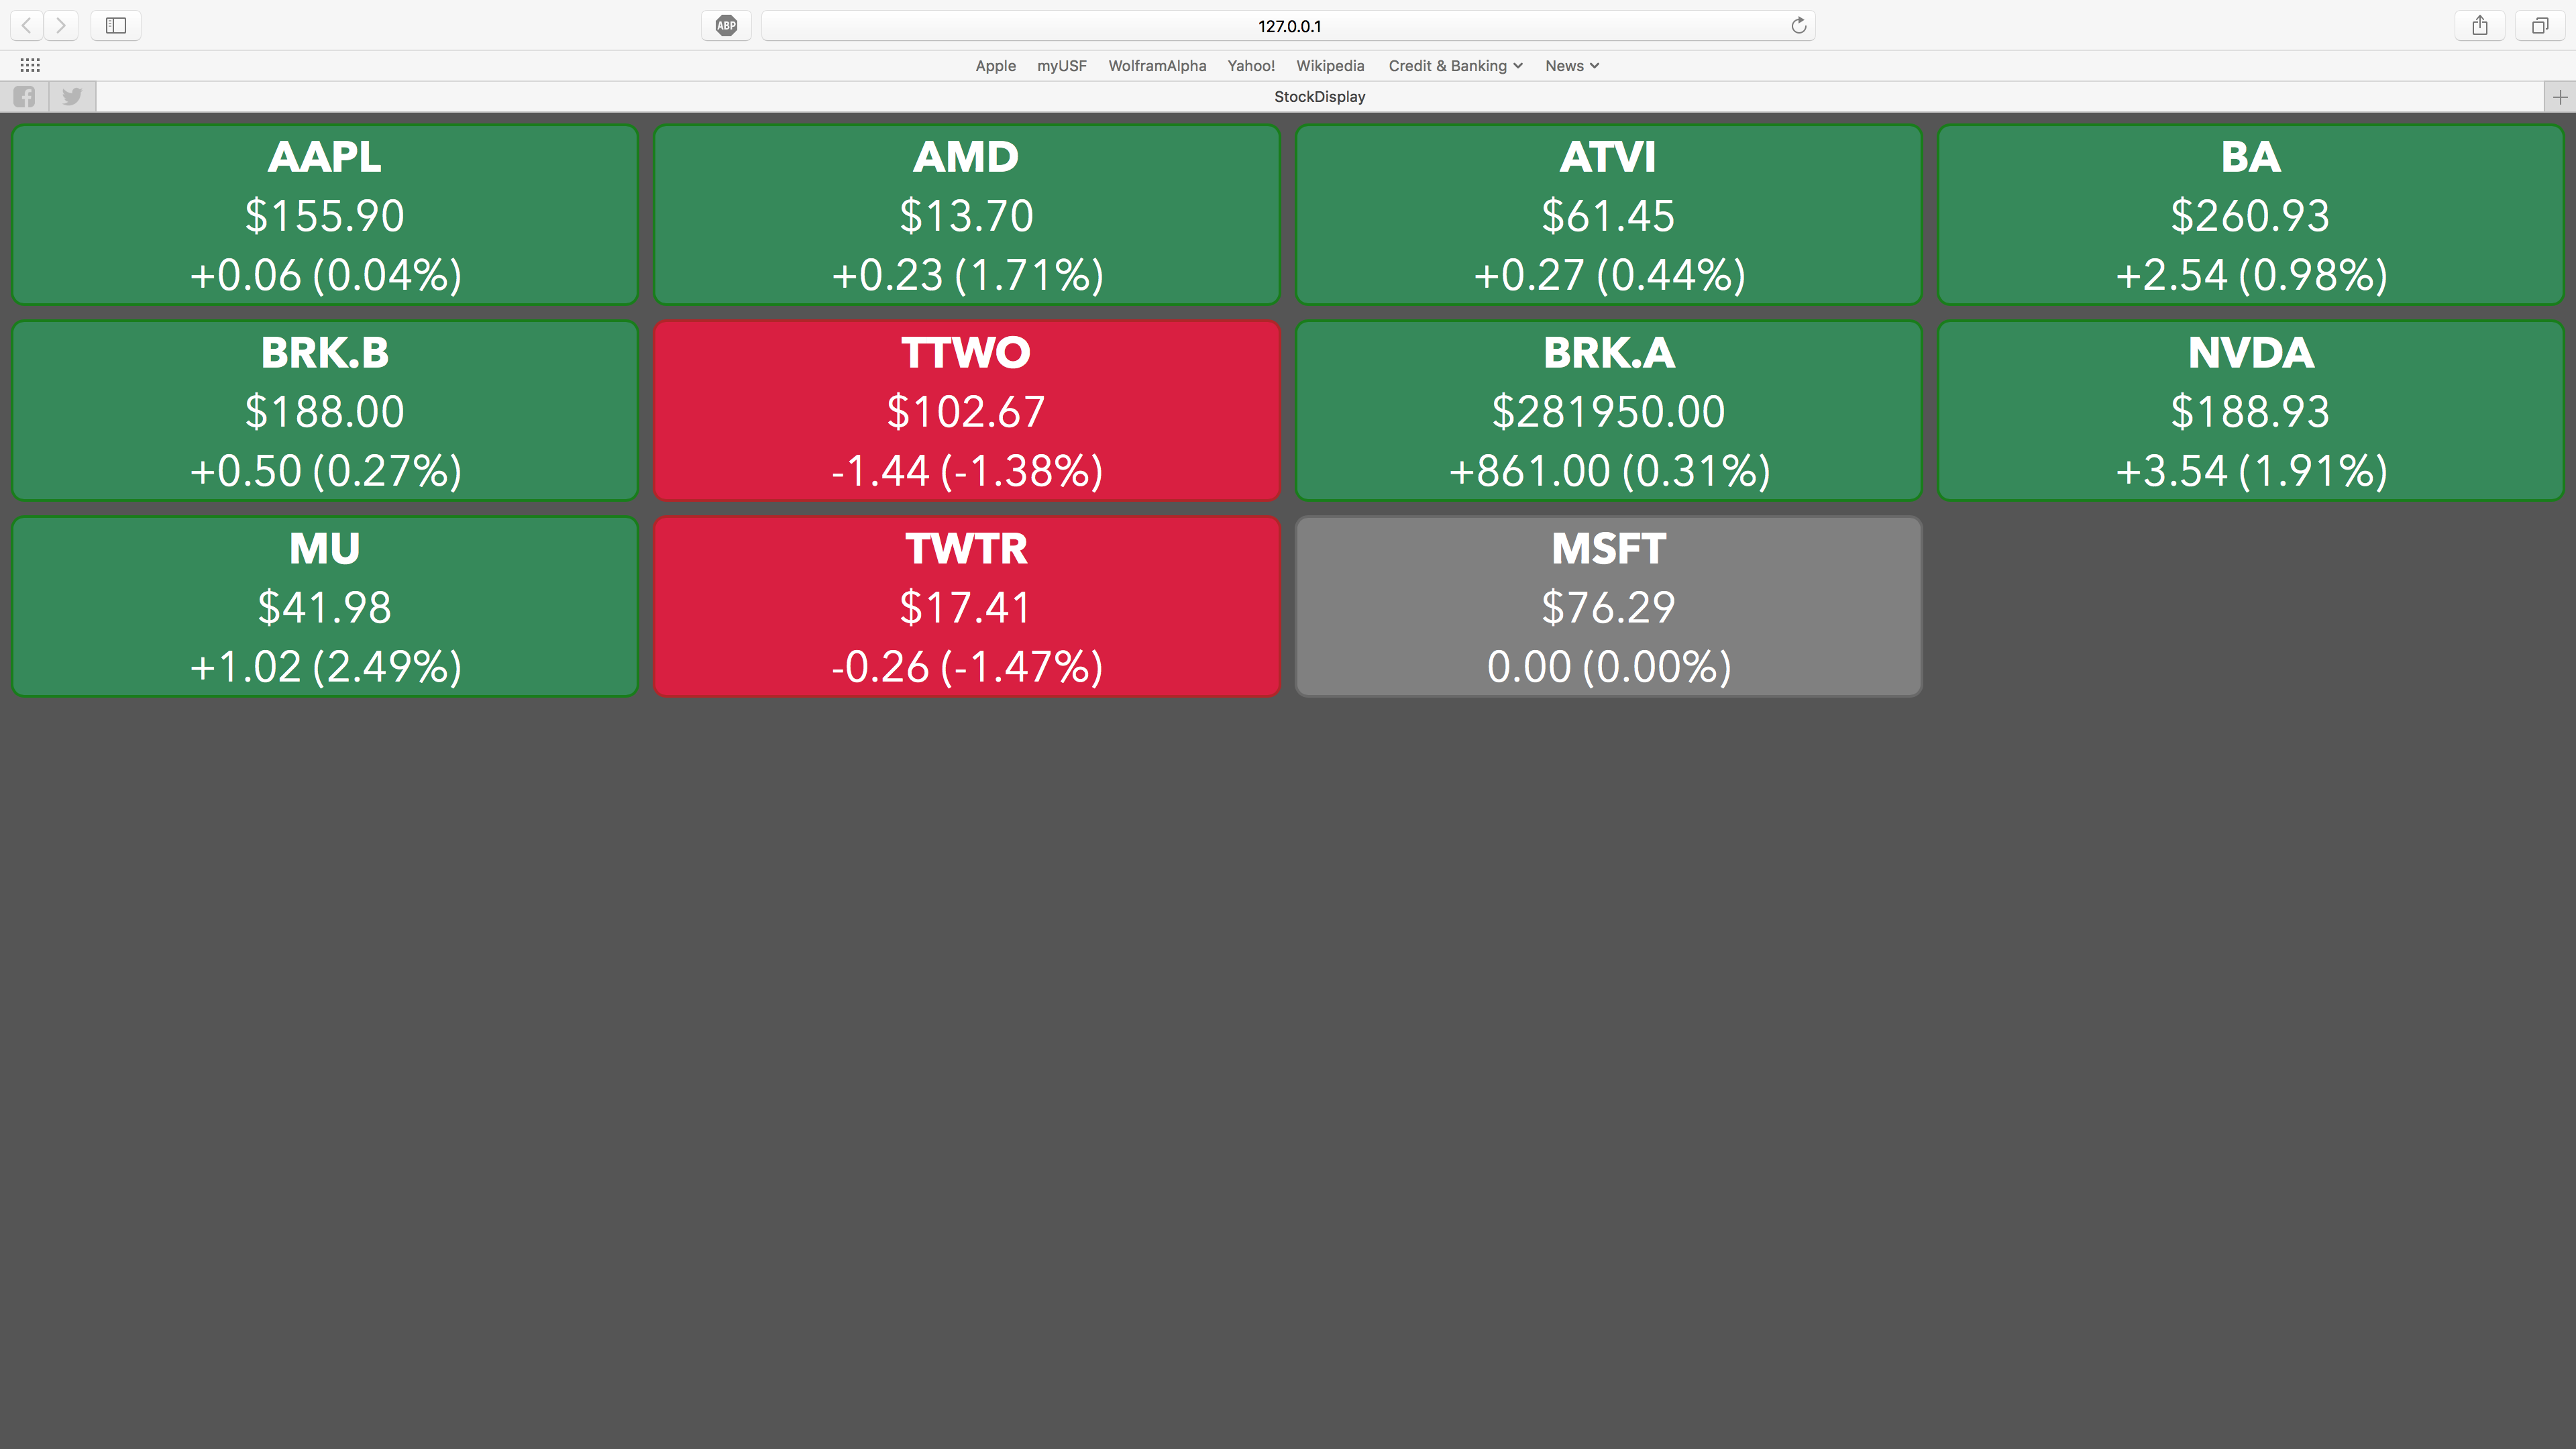 ABP
127.0.0.1
Apple myUSF WolframAlpha Yahoo! Wikipedia Credit & Banking News
StockDisplay
AAPL
$155.90
+0.06 (0.04%)
AMD
$13.70
+0.23 (1.71%)
ATVI
$61.45
+0.27 (0.44%)
BA
$260.93
+2.54 (0.98%)
BRK.B
$188.00
+0.50 (0.27%)
TTWO
$102.67
-1.44 (-1.38%)
BRK.A
$281950.00
+861.00 (0.31%)
NVDA
$188.93
+3.54 (1.91%)
MU
$41.98
+1.02 (2.49%)
TWTR
$17.41
-0.26 (-1.47%)
MSFT
$76.29
0.00 (0.00%)